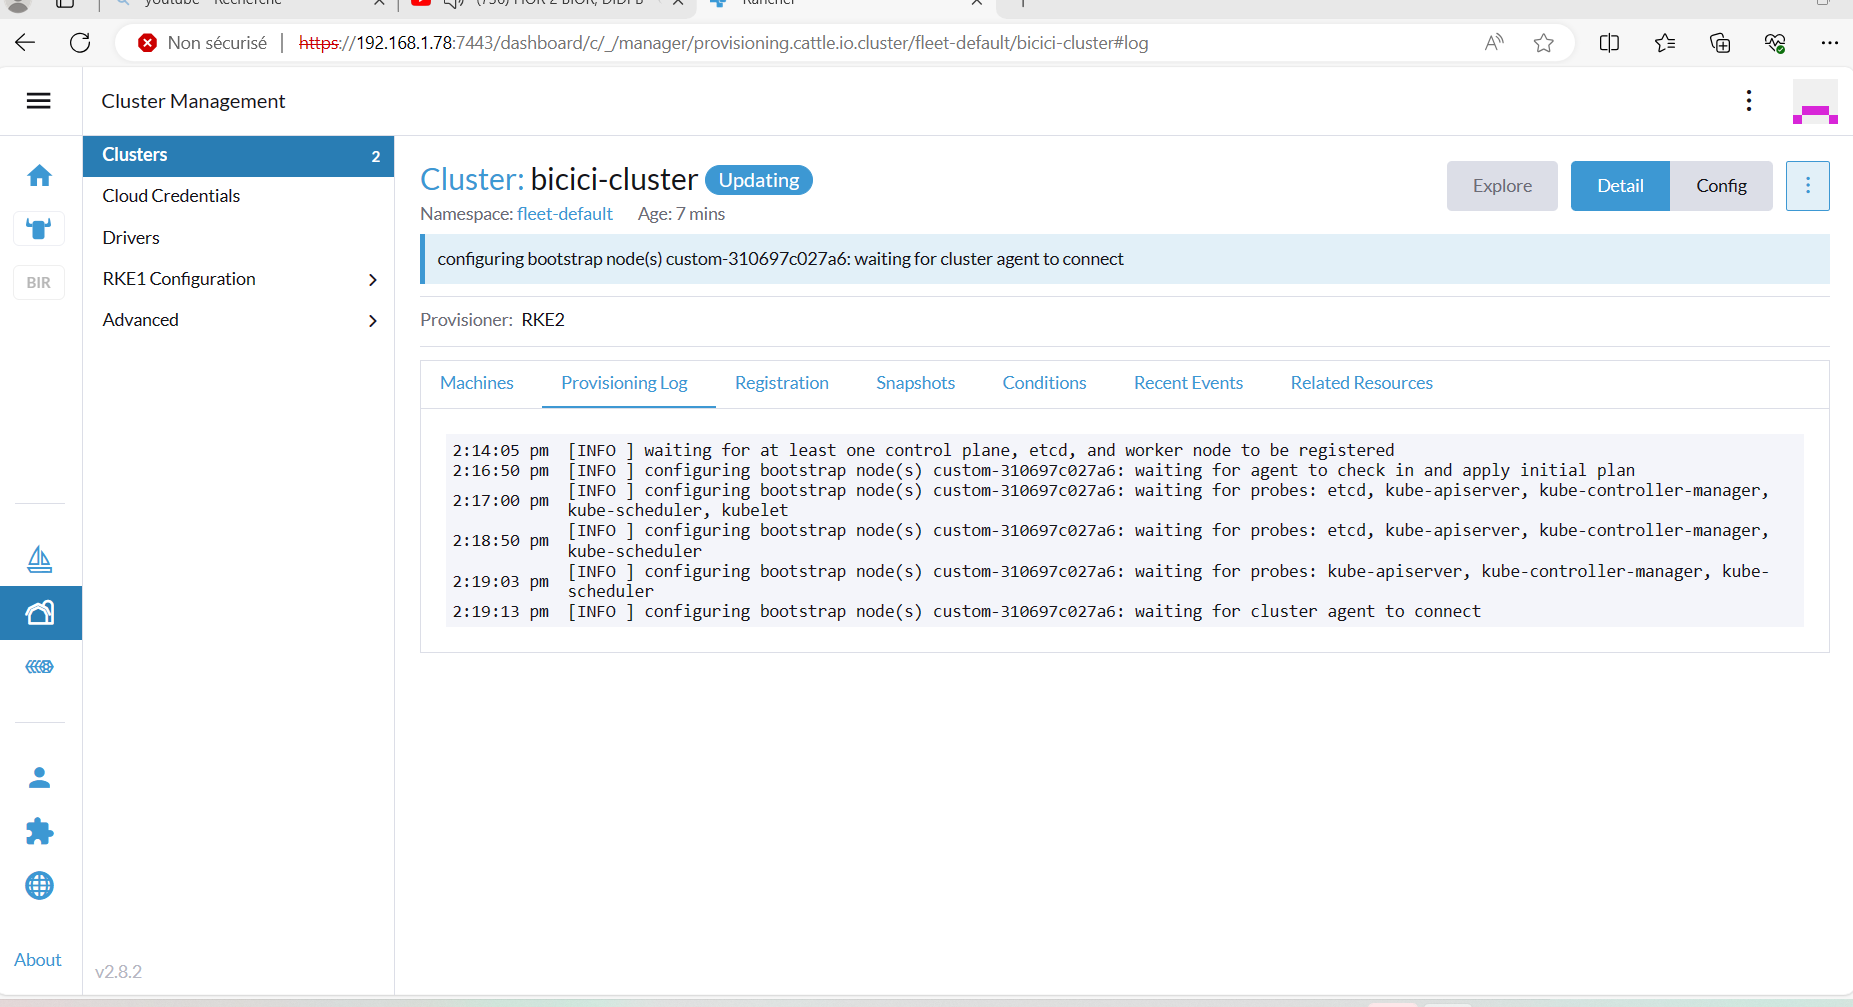 youtube - Recherche
Rancher
Non sécurisé
https://192.168.1.78:7443/dashboard/c/_/manager/provisioning.cattle.io.cluster/fleet-default/bicici-cluster#log
Cluster Management
Clusters 2
Cloud Credentials
Drivers
BIR
RKE1 Configuration
Advanced
Cluster: bicici-cluster Updating
Explore Detail Config
Namespace: fleet-default Age: 7 mins
configuring bootstrap node(s) custom-310697c027a6: waiting for cluster agent to connect
Provisioner: RKE2
Machines Provisioning Log Registration Snapshots Conditions Recent Events Related Resources
2:14:05 pm [INFO ] waiting for at least one control plane, etcd, and worker node to be registered
2:16:50 pm [INFO ] configuring bootstrap node(s) custom-310697c027a6: waiting for agent to check in and apply initial plan
2:17:00 pm [INFO ] configuring bootstrap node(s) custom-310697c027a6: waiting for probes: etcd, kube-apiserver, kube-controller-manager,
kube-scheduler, kubelet
2:18:50 pm [INFO ] configuring bootstrap node(s) custom-310697c027a6: waiting for probes: etcd, kube-apiserver, kube-controller-manager,
kube-scheduler
2:19:03 pm [INFO ] configuring bootstrap node(s) custom-310697c027a6: waiting for probes: kube-apiserver, kube-controller-manager, kube-
scheduler
2:19:13 pm [INFO ] configuring bootstrap node(s) custom-310697c027a6: waiting for cluster agent to connect
About
v2.8.2